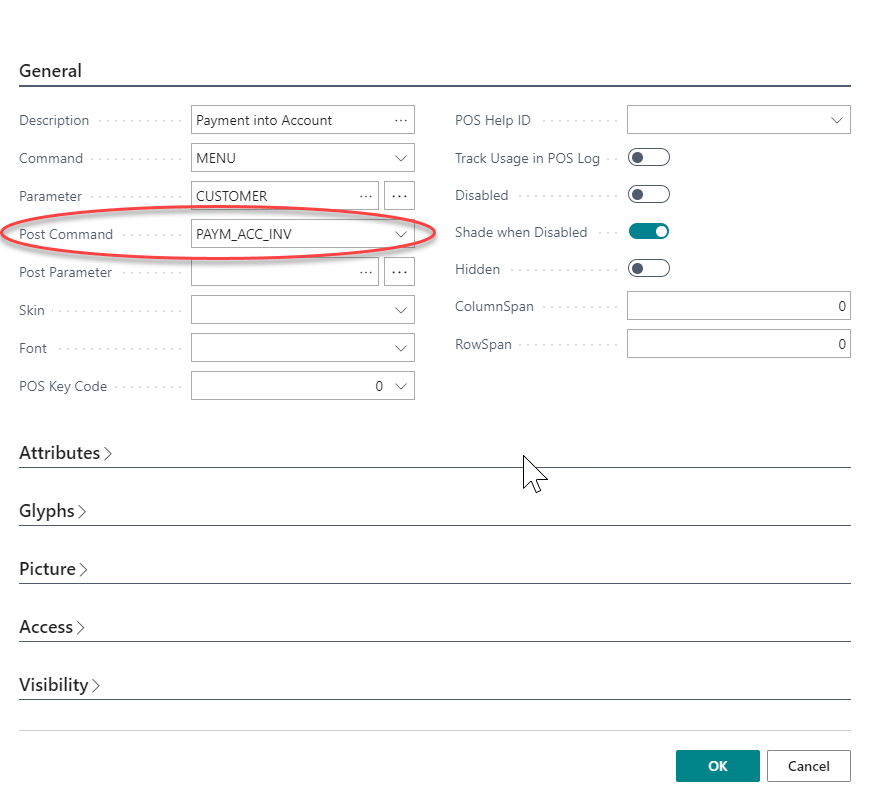 General
Description
Payment into Account
Command
MENU
Parameter
CUSTOMER
Post Command
PAYM_ACC_INV
Post Parameter
Skin
Font
POS Key Code
0
POS Help ID
Track Usage in POS Log
Disabled
Shade when Disabled
Hidden
ColumnSpan
0
RowSpan
0
Attributes
Glyphs
Picture
Access
Visibility
OK
Cancel